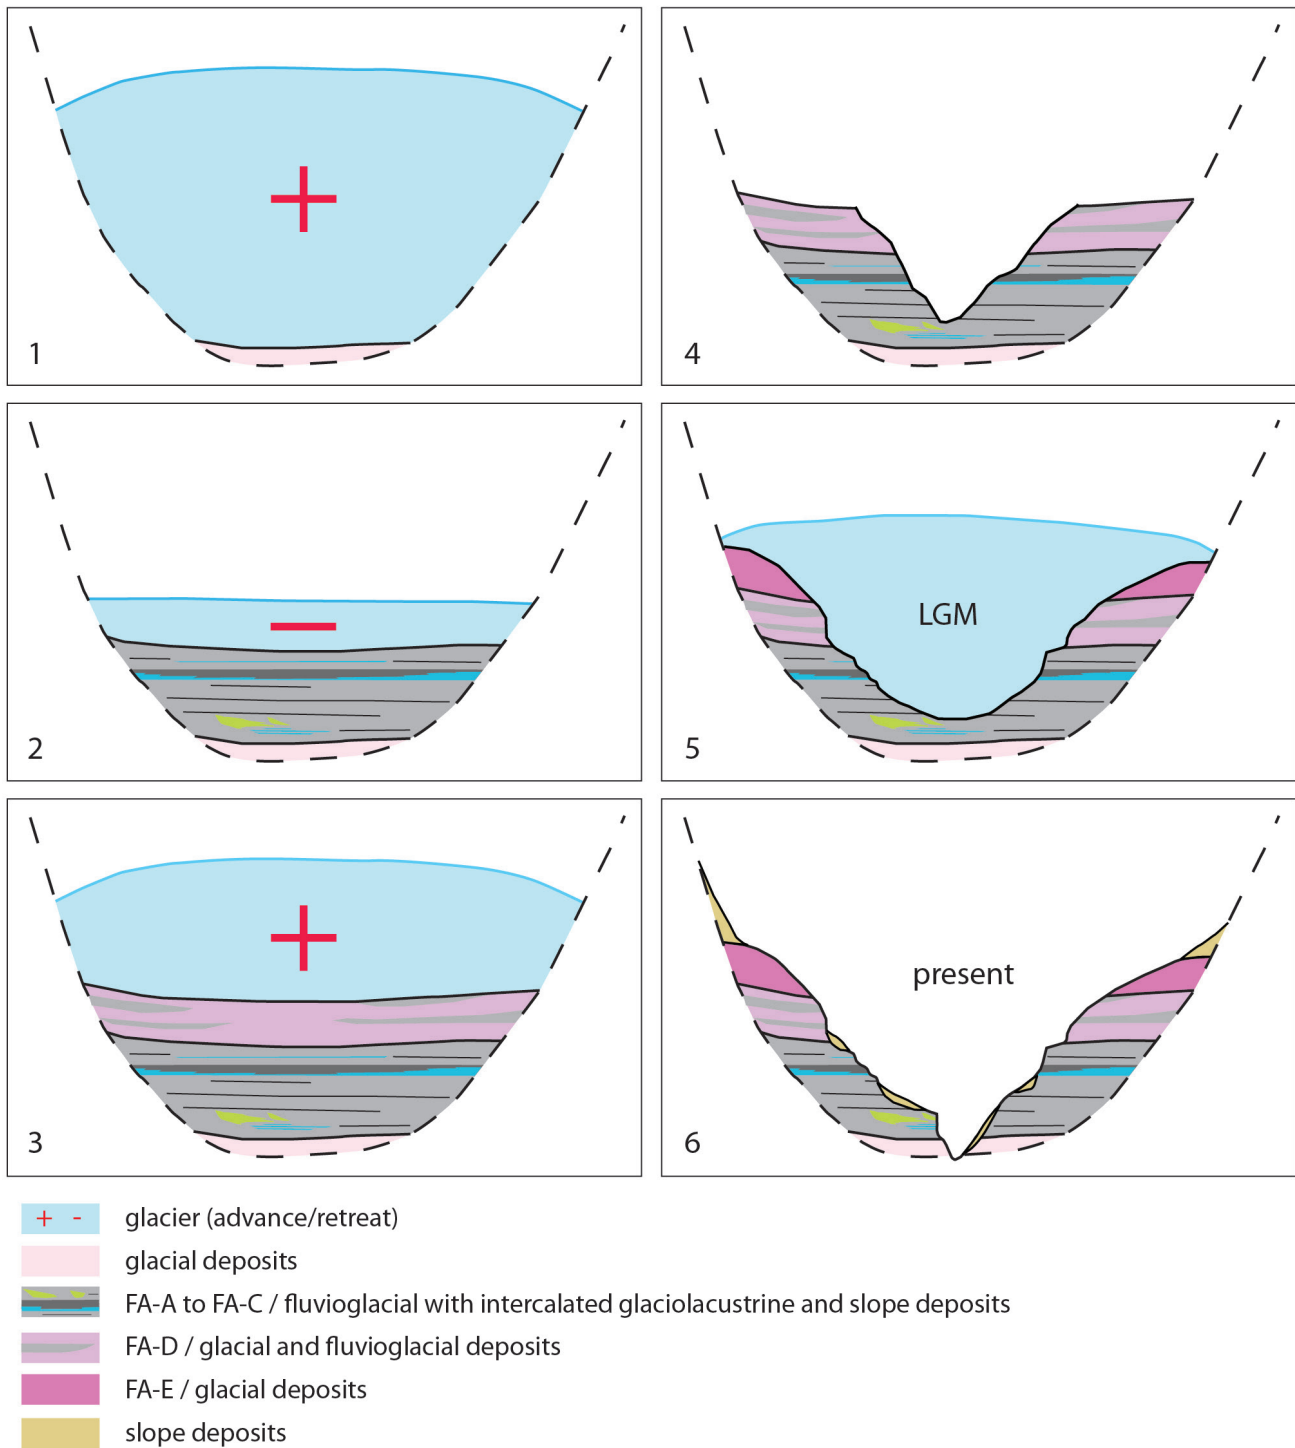 1
4
2
LGM
5
3
present
6
+ - glacier (advance/retreat)
glacial deposits
FA-A to FA-C / fluvioglacial with intercalated glaciolacustrine and slope deposits
FA-D / glacial and fluvioglacial deposits
FA-E / glacial deposits
slope deposits